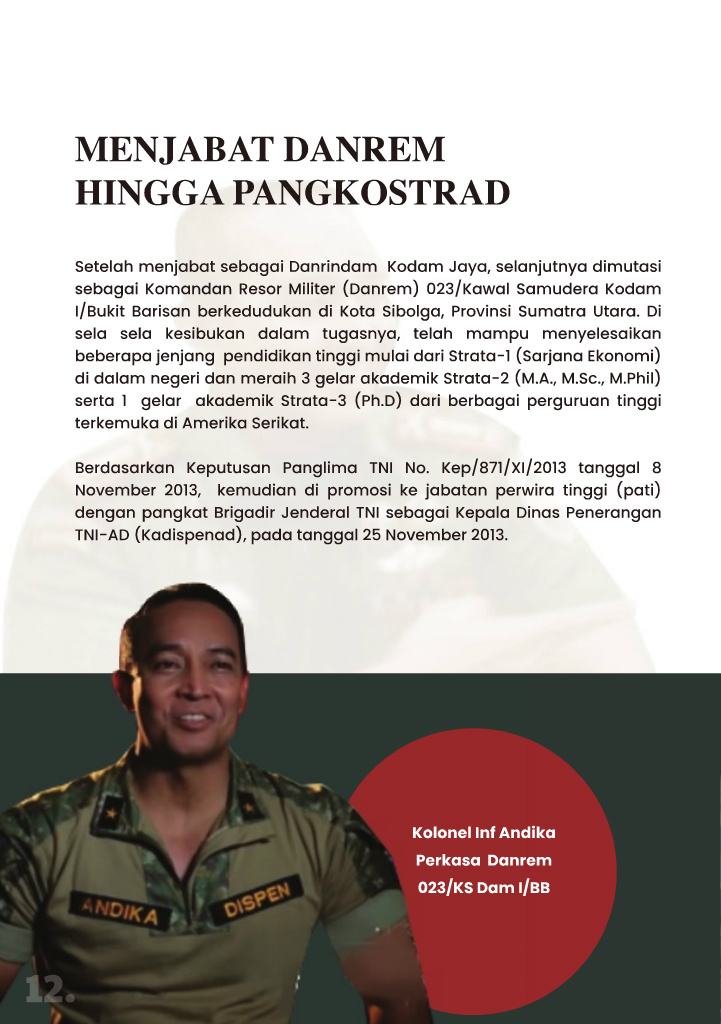 MENJABAT DANREM
HINGGA PANGKOSTRAD
Setelah menjabat sebagai Danrindam Kodam Jaya, selanjutnya dimutasi
sebagai Komandan Resor Militer (Danrem) 023/Kawal Samudera Kodam
I/Bukit Barisan berkedudukan di Kota Sibolga, Provinsi Sumatra Utara. Di
sela sela kesibukan dalam tugasnya, telah mampu menyelesaikan
beberapa jenjang pendidikan tinggi mulai dari Strata-1 (Sarjana Ekonomi)
di dalam negeri dan meraih 3 gelar akademik Strata-2 (M.A., M.Sc., M.Phil)
serta 1 gelar akademik Strata-3 (Ph.D) dari berbagai perguruan tinggi
terkemuka di Amerika Serikat.
Berdasarkan Keputusan Panglima TNI No. Kep/871/XI/2013 tanggal 8
November 2013, kemudian di promosi ke jabatan perwira tinggi (pati)
dengan pangkat Brigadir Jenderal TNI sebagai Kepala Dinas Penerangan
TNI-AD (Kadispenad), pada tanggal 25 November 2013.
Kolonel Inf Andika
Perkasa Danrem
023/KS Dam I/BB
ANDIKA
DISPEN
12.